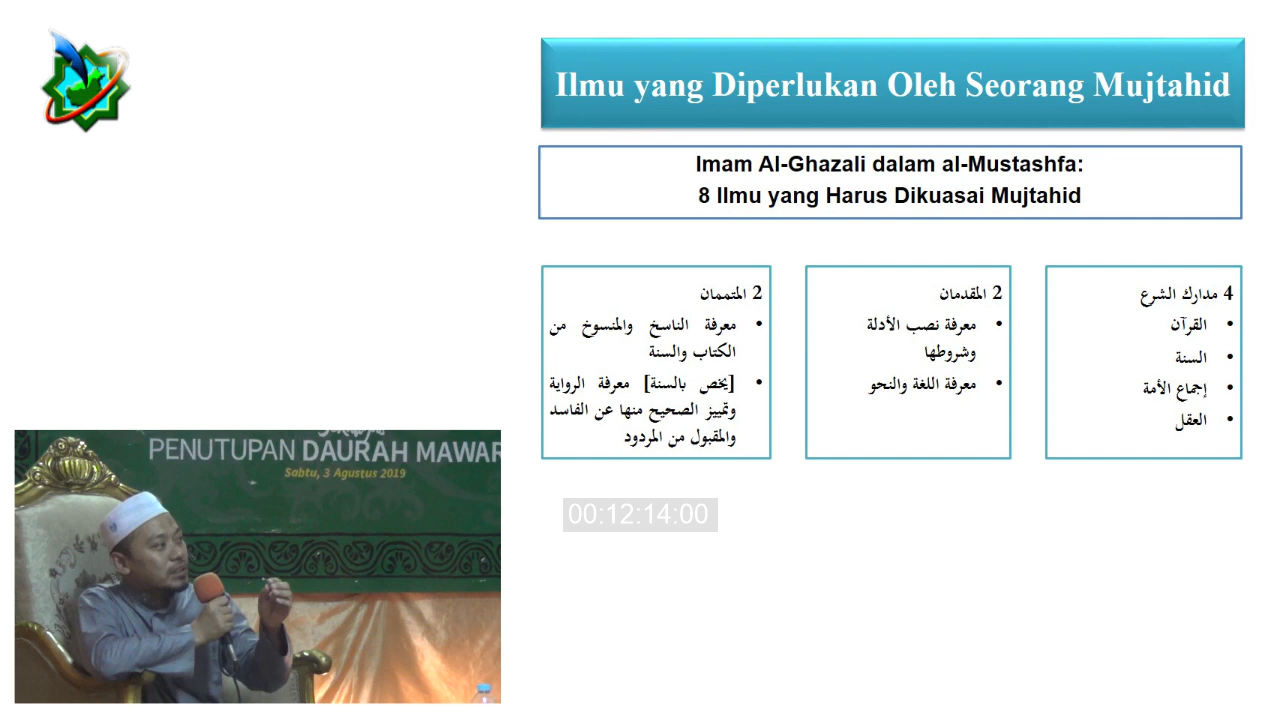 Ilmu yang Diperlukan Oleh Seorang Mujtahid
Imam Al-Ghazali dalam al-Mustashfa:
8 Ilmu yang Harus Dikuasai Mujtahid
4 مدارك الشرع
• القرآن
• السنة
• إجماع الأمة
• العقل
2 المقدمان
• معرفة نصب الأدلة
وشروطها
• معرفة اللغة والنحو
2 المتممان
• معرفة الناسخ والمنسوخ من
الكتاب والسنة
• [يخص بالسنة] معرفة الرواية
وتمييز الصحيح منها عن الفاسد
والمقبول من المردود
PENUTUPAN DAURAH MAWAR
Sabtu, 3 Agustus 2019
00:12:14:00